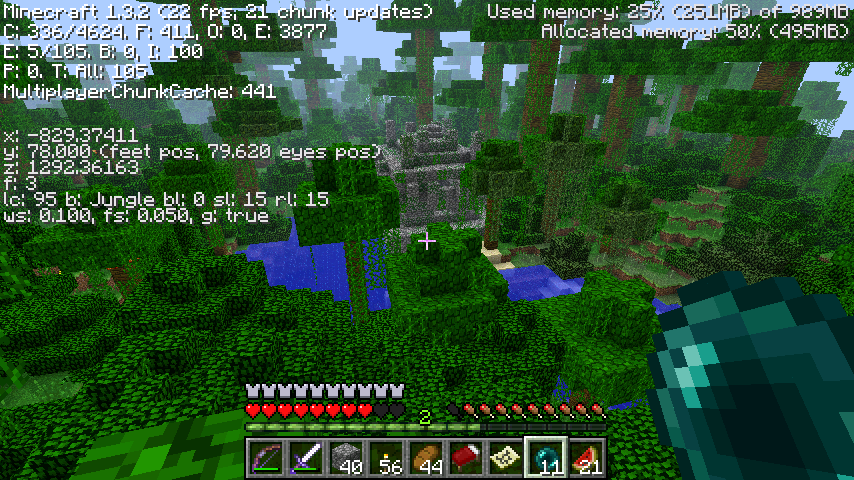 Minecraft 1.3.2 (22 fps, 21 chunk updates)
Used memory: 25% (251MB) of 989MB
C: 336/4624, F: 411, O: 0, E: 3877
Allocated memory: 50% (495MB)
E: 5/105, B: 0, I: 100
P: 0, T: All: 195
MultiplayerChunkCache: 441
x: -829.37411
y: 78.000 (feet pos, 79.620 eyes pos)
z: 1292.36163
f: 3
lc: 95 b: Jungle bl: 0 sl: 15 rl: 15
ws: 0.100, fs: 0.050, g: true
2
40
56
44
11
21